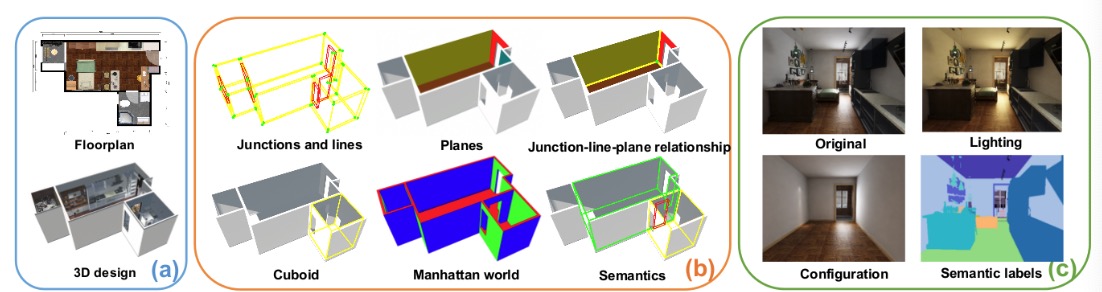 Floorplan
3D design
(a)
Junctions and lines
Planes
Junction-line-plane relationship
Cuboid
Manhattan world
Semantics
(b)
Original
Lighting
Configuration
Semantic labels
(c)